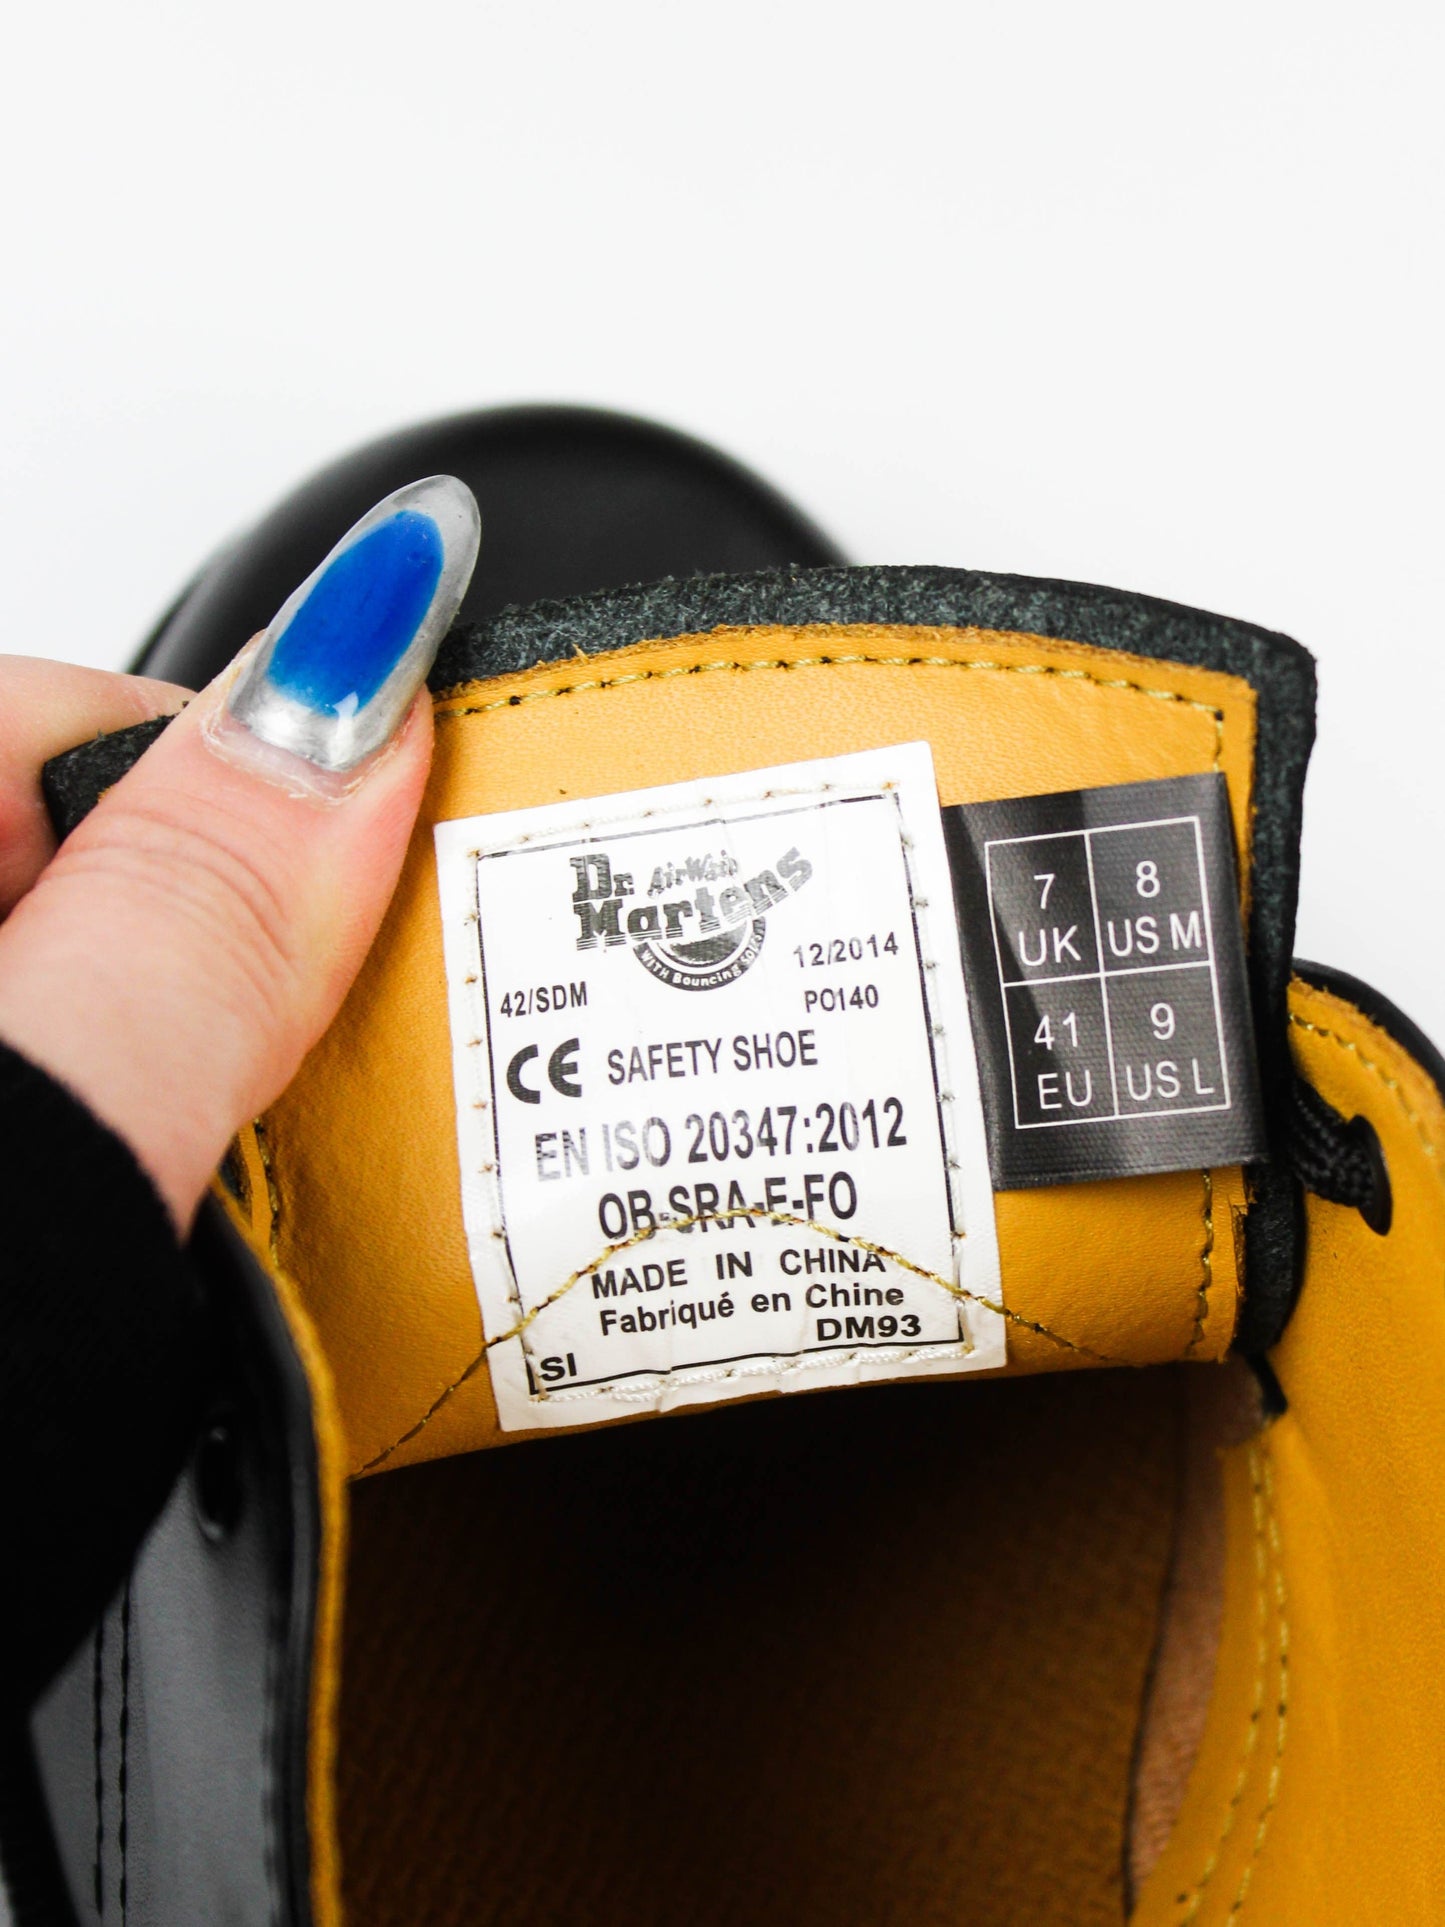 Dr. AirWair
Martens
WITH Bouncing SOLES
12/2014
42/SDM
PO140
CE SAFETY SHOE
EN ISO 20347:2012
OB-SRA-E-FO
MADE IN CHINA
Fabriqué en Chine
DM93
SI
7 8
UK US M
41 9
EU US L